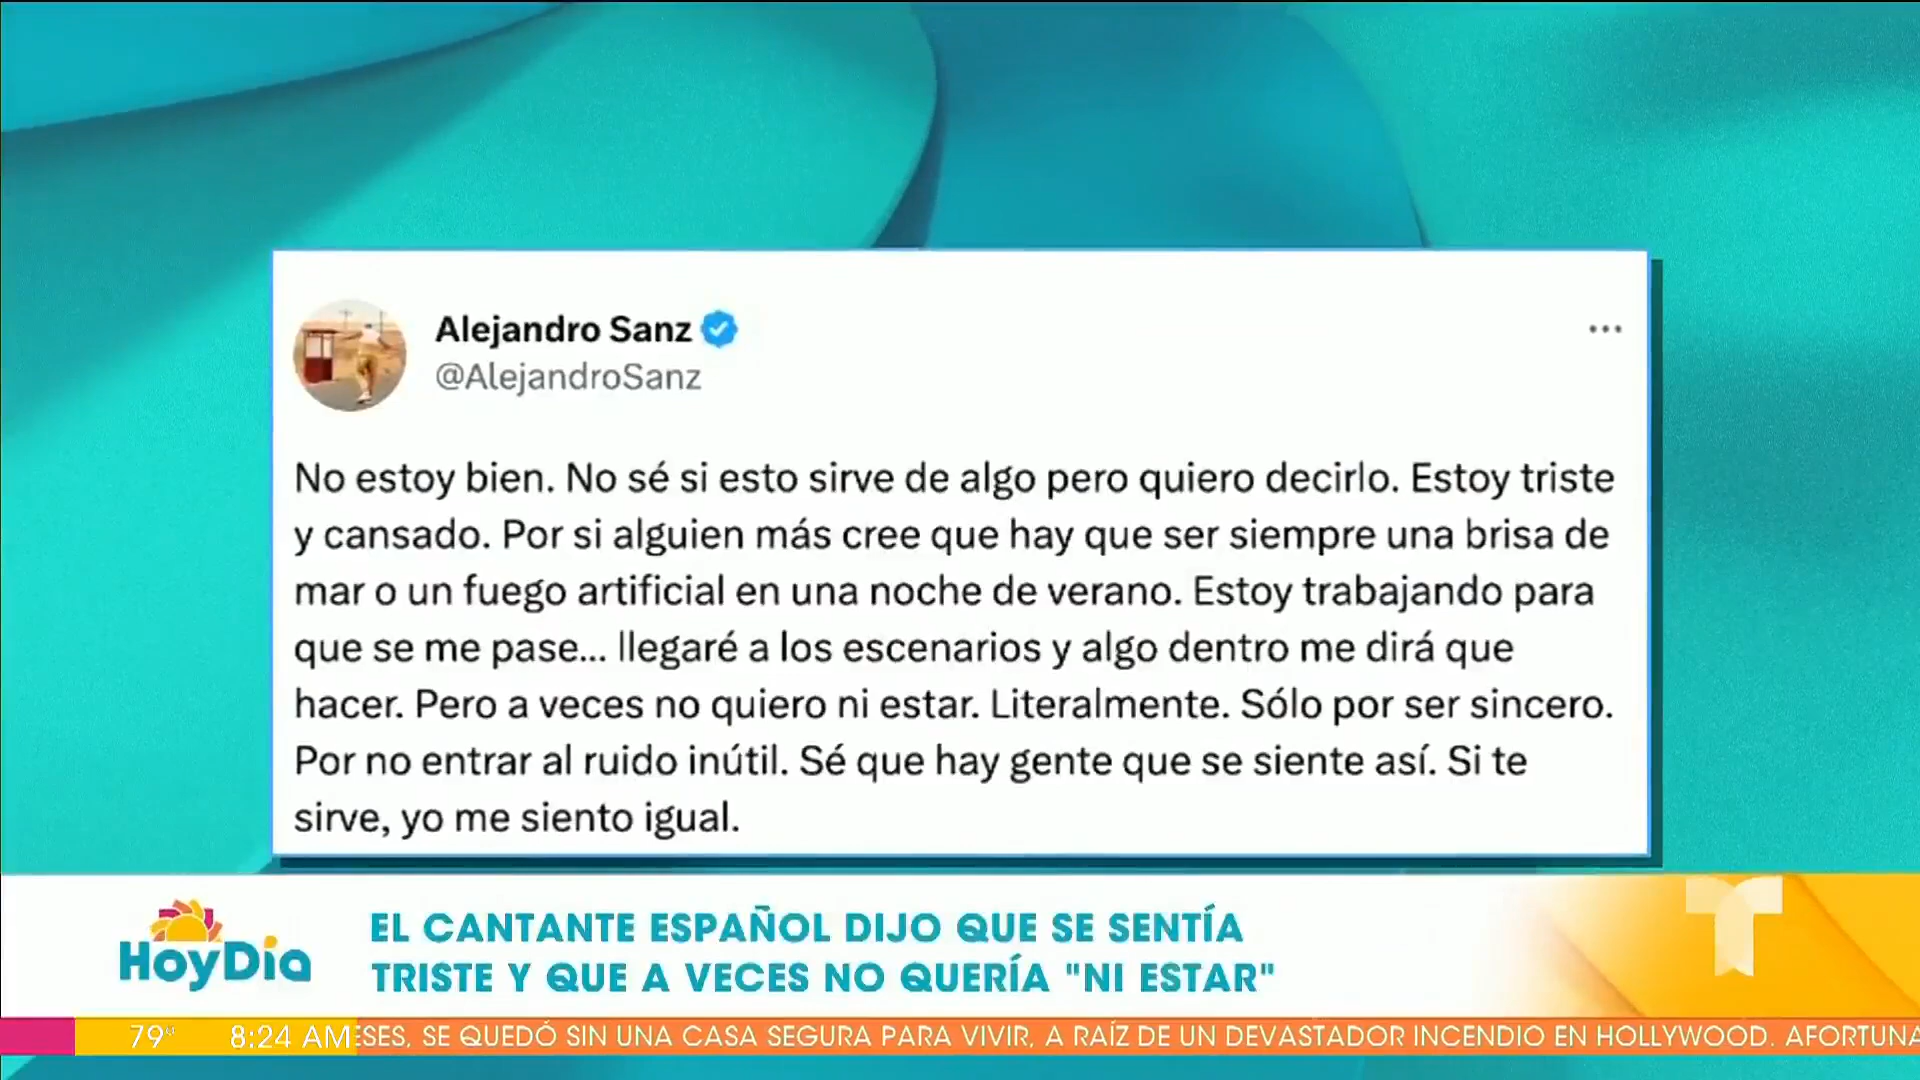 Alejandro Sanz
@AlejandroSanz
No estoy bien. No sé si esto sirve de algo pero quiero decirlo. Estoy triste
y cansado. Por si alguien más cree que hay que ser siempre una brisa de
mar o un fuego artificial en una noche de verano. Estoy trabajando para
que se me pase... llegaré a los escenarios y algo dentro me dirá que
hacer. Pero a veces no quiero ni estar. Literalmente. Sólo por ser sincero.
Por no entrar al ruido inútil. Sé que hay gente que se siente así. Si te
sirve, yo me siento igual.
HoyDía
EL CANTANTE ESPAÑOL DIJO QUE SE SENTÍA
TRISTE Y QUE A VECES NO QUERÍA "NI ESTAR"
T
79° 8:24 AM ESES, SE QUEDÓ SIN UNA CASA SEGURA PARA VIVIR, A RAÍZ DE UN DEVASTADOR INCENDIO EN HOLLYWOOD. AFORTUNA